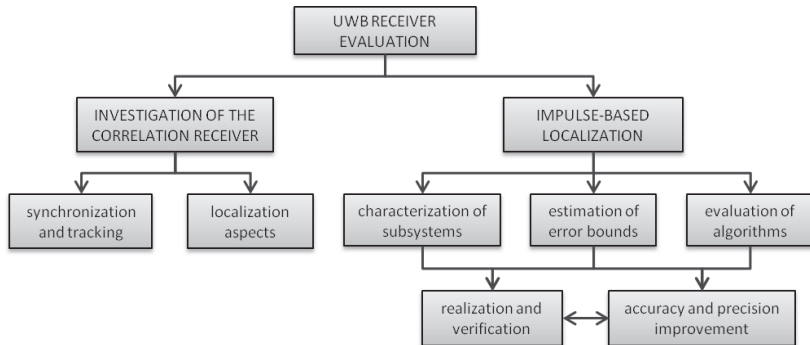 UWB RECEIVER
EVALUATION
INVESTIGATION OF THE
CORRELATION RECEIVER
IMPULSE-BASED
LOCALIZATION
synchronization
and tracking
localization
aspects
characterization of
subsystems
estimation of
error bounds
evaluation of
algorithms
realization and
verification
accuracy and precision
improvement